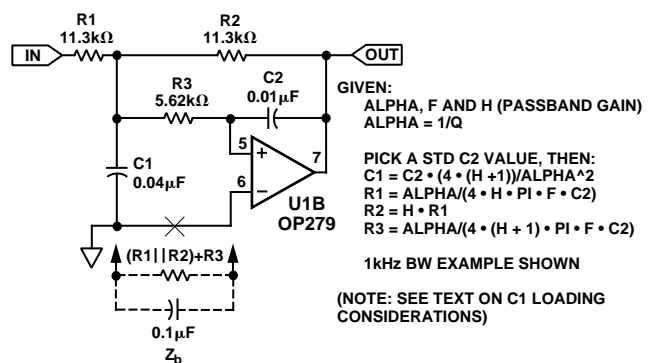 R1
11.3kΩ
R2
11.3kΩ
IN
OUT
R3
5.62kΩ
C2
0.01µF
C1
0.04µF
5
+
6
−
7
U1B
OP279
(R1||R2)+R3
0.1µF
Zb
GIVEN:
ALPHA, F AND H (PASSBAND GAIN)
ALPHA = 1/Q
PICK A STD C2 VALUE, THEN:
C1 = C2 • (4 • (H +1))/ALPHA^2
R1 = ALPHA/(4 • H • PI • F • C2)
R2 = H • R1
R3 = ALPHA/(4 • (H + 1) • PI • F • C2)
1kHz BW EXAMPLE SHOWN
(NOTE: SEE TEXT ON C1 LOADING
CONSIDERATIONS)